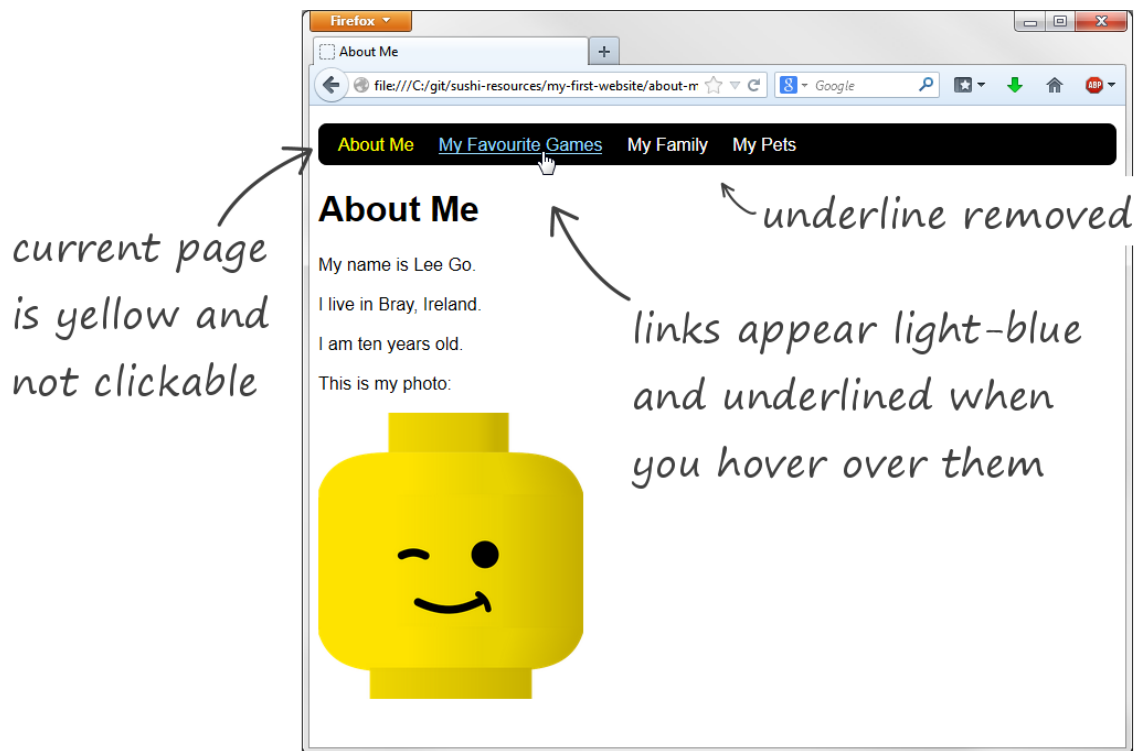 Firefox
About Me
+
file:///C:/git/sushi-resources/my-first-website/about-m
8
Google
ABP
About Me My Favourite Games My Family My Pets
About Me
underline removed
current page
is yellow and
not clickable
My name is Lee Go.
I live in Bray, Ireland.
I am ten years old.
This is my photo:
links appear light-blue
and underlined when
you hover over them